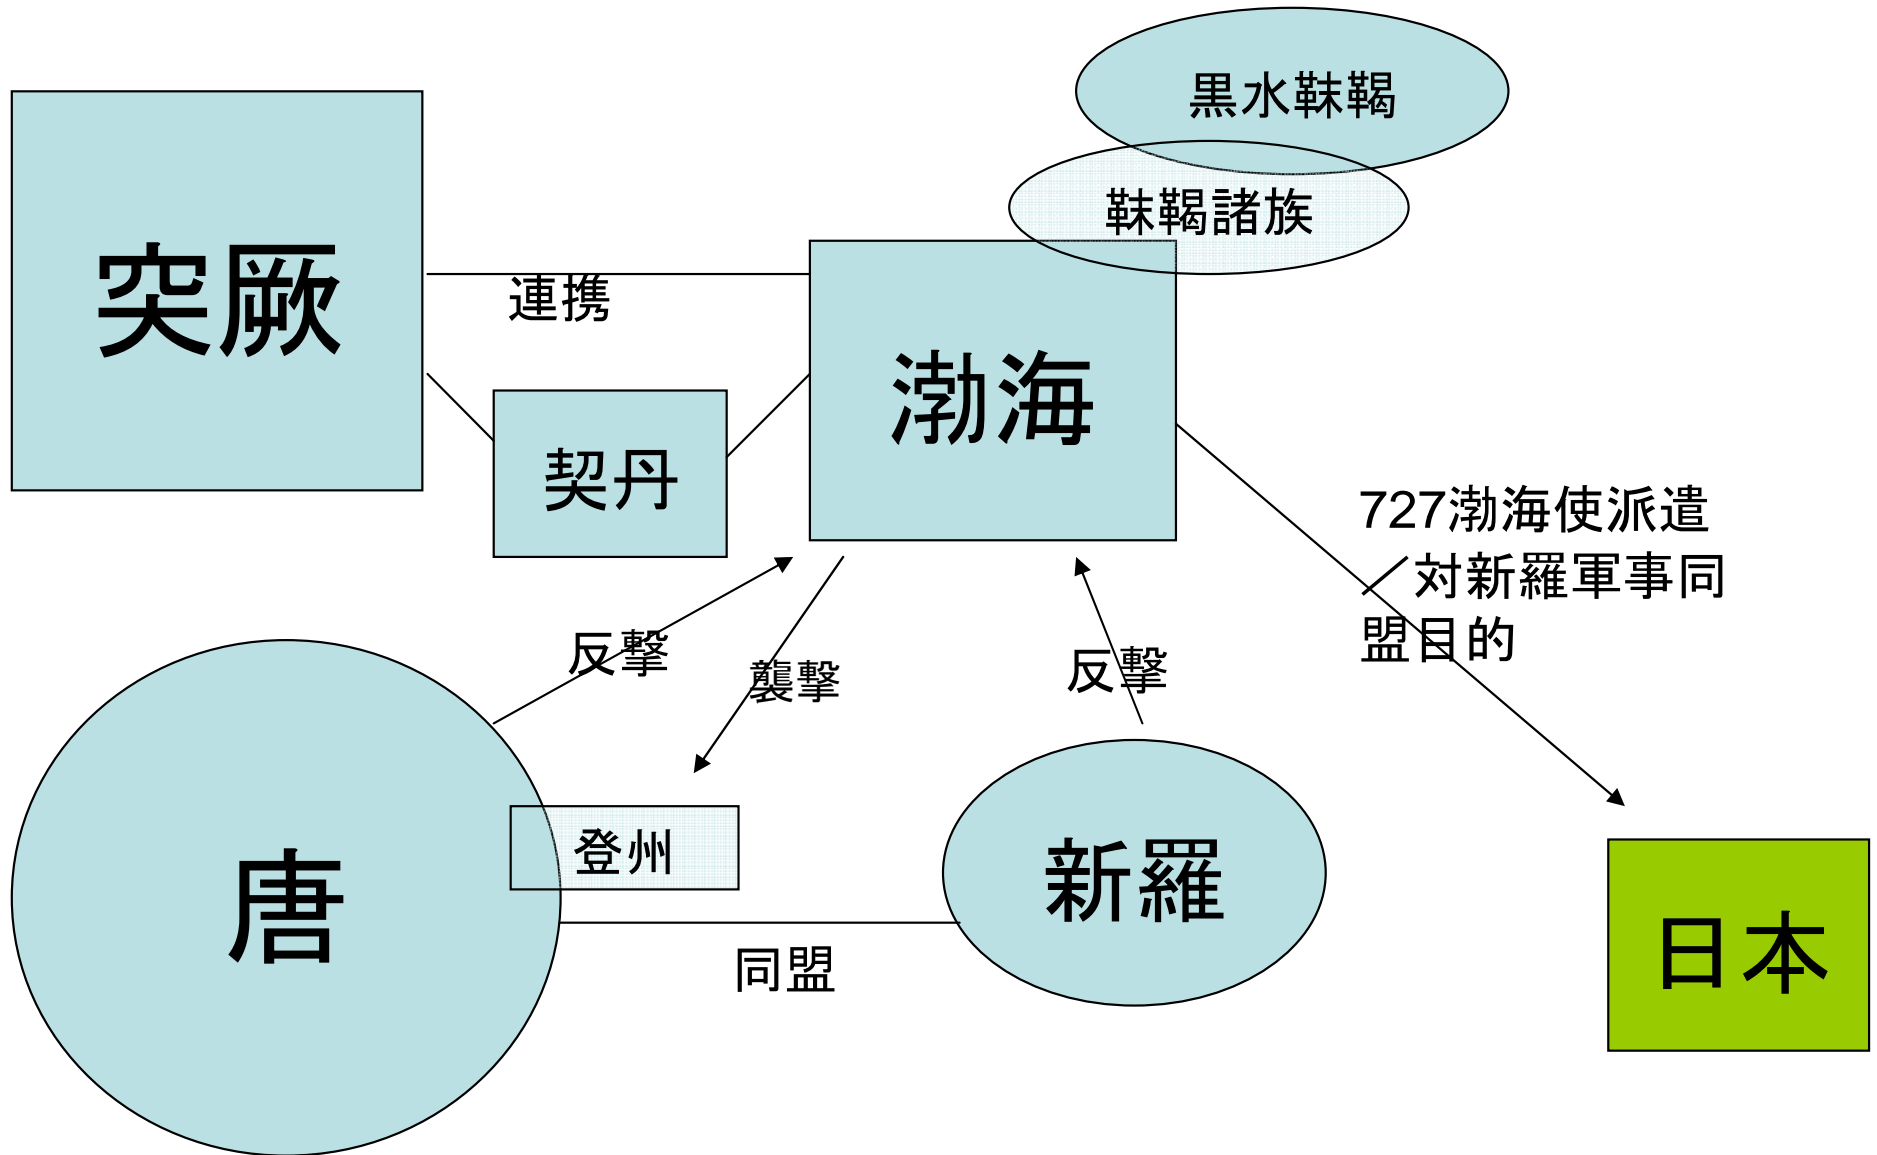 黒水靺鞨
靺鞨諸族
突厥
連携
渤海
契丹
727渤海使派遣
／対新羅軍事同
盟目的
反撃
襲撃
反撃
登州
唐
新羅
同盟
日本